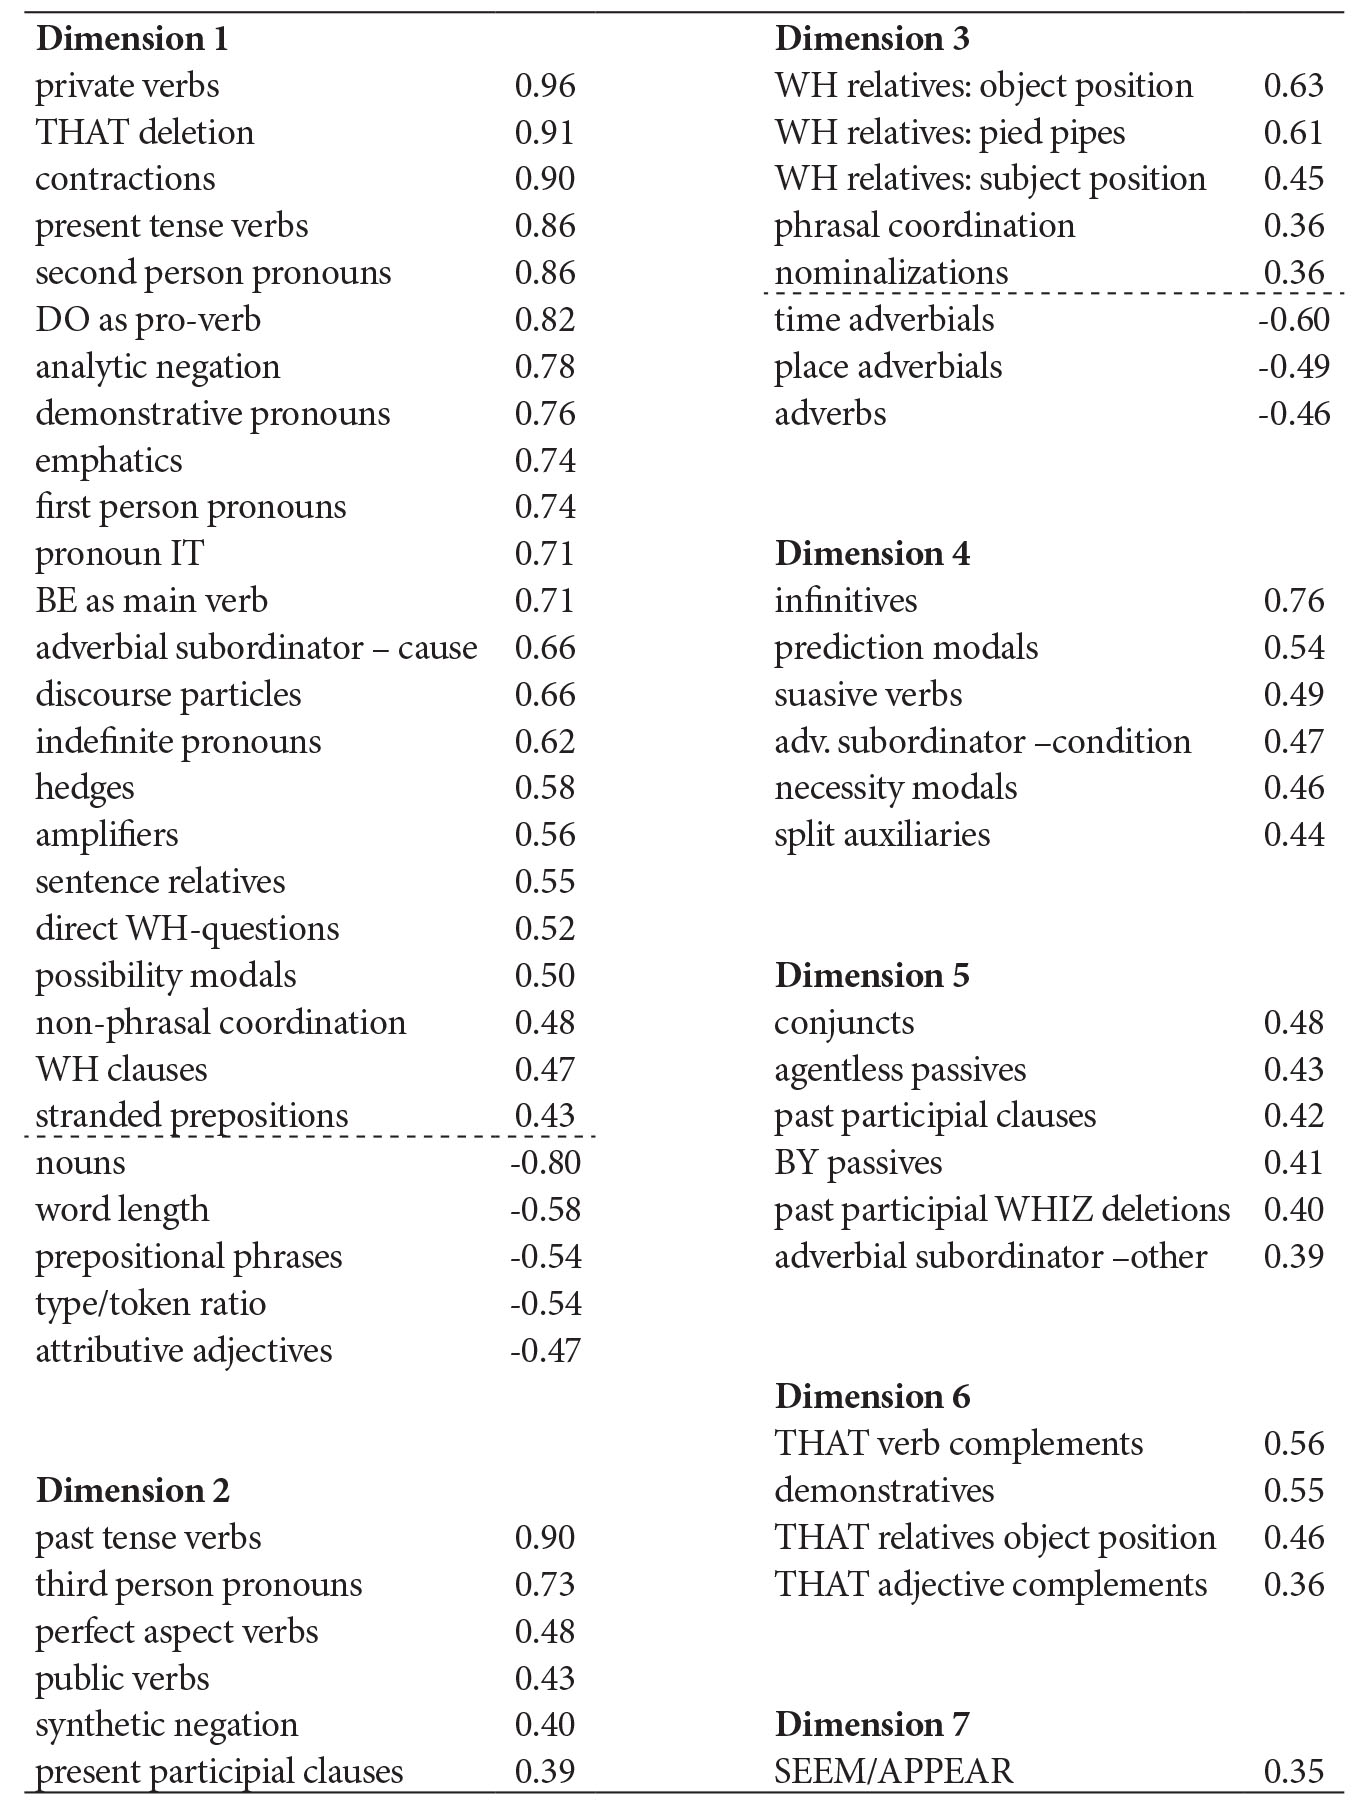 Dimension 1
private verbs 0.96
THAT deletion 0.91
contractions 0.90
present tense verbs 0.86
second person pronouns 0.86
DO as pro-verb 0.82
analytic negation 0.78
demonstrative pronouns 0.76
emphatics 0.74
first person pronouns 0.74
pronoun IT 0.71
BE as main verb 0.71
adverbial subordinator – cause 0.66
discourse particles 0.66
indefinite pronouns 0.62
hedges 0.58
amplifiers 0.56
sentence relatives 0.55
direct WH-questions 0.52
possibility modals 0.50
non-phrasal coordination 0.48
WH clauses 0.47
stranded prepositions 0.43
nouns -0.80
word length -0.58
prepositional phrases -0.54
type/token ratio -0.54
attributive adjectives -0.47
Dimension 2
past tense verbs 0.90
third person pronouns 0.73
perfect aspect verbs 0.48
public verbs 0.43
synthetic negation 0.40
present participial clauses 0.39
Dimension 3
WH relatives: object position 0.63
WH relatives: pied pipes 0.61
WH relatives: subject position 0.45
phrasal coordination 0.36
nominalizations 0.36
time adverbials -0.60
place adverbials -0.49
adverbs -0.46
Dimension 4
infinitives 0.76
prediction modals 0.54
suasive verbs 0.49
adv. subordinator –condition 0.47
necessity modals 0.46
split auxiliaries 0.44
Dimension 5
conjuncts 0.48
agentless passives 0.43
past participial clauses 0.42
BY passives 0.41
past participial WHIZ deletions 0.40
adverbial subordinator –other 0.39
Dimension 6
THAT verb complements 0.56
demonstratives 0.55
THAT relatives object position 0.46
THAT adjective complements 0.36
Dimension 7
SEEM/APPEAR 0.35